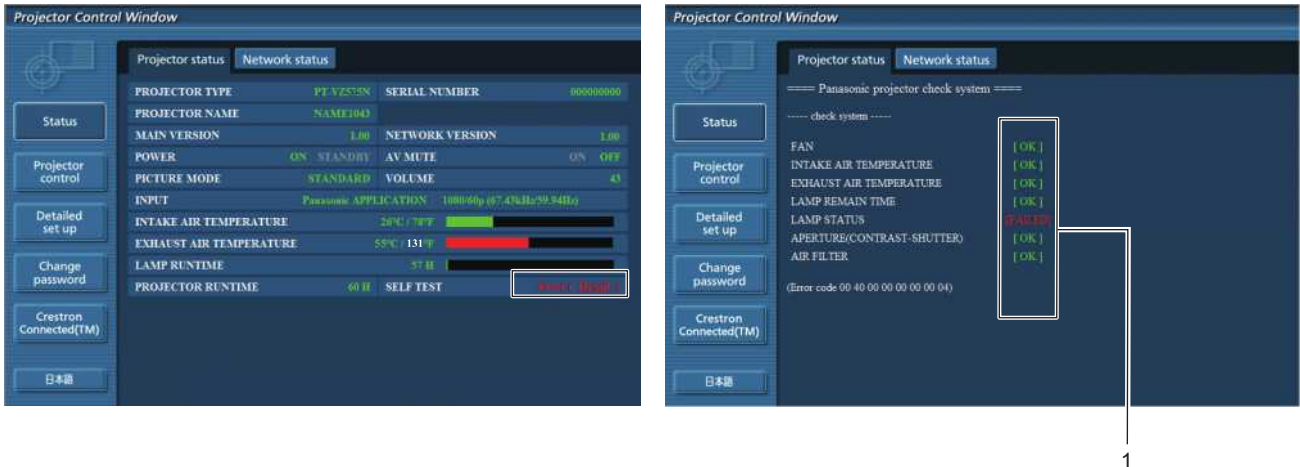 Projector Control Window
Projector status Network status
Status
Projector control
Detailed set up
Change password
Crestron Connected(TM)
日本語
PROJECTOR TYPE PT-VZ575N SERIAL NUMBER 000000000
PROJECTOR NAME NAME1043
MAIN VERSION 1.00 NETWORK VERSION 1.00
POWER ON STANDBY AV MUTE ON OFF
PICTURE MODE STANDARD VOLUME 43
INPUT Panasonic APPLICATION 1080/60p (67.43kHz/59.94Hz)
INTAKE AIR TEMPERATURE 26°C / 78°F
EXHAUST AIR TEMPERATURE 55°C / 131°F
LAMP RUNTIME 57 H
PROJECTOR RUNTIME 60 H SELF TEST
Projector Control Window
Projector status Network status
Status
Projector control
Detailed set up
Change password
Crestron Connected(TM)
日本語
==== Panasonic projector check system ====
----- check system -----
FAN [ OK ]
INTAKE AIR TEMPERATURE [ OK ]
EXHAUST AIR TEMPERATURE [ OK ]
LAMP REMAIN TIME [ OK ]
LAMP STATUS [FAILED]
APERTURE(CONTRAST-SHUTTER) [ OK ]
AIR FILTER [ OK ]
(Error code 00 40 00 00 00 00 00 04)
1